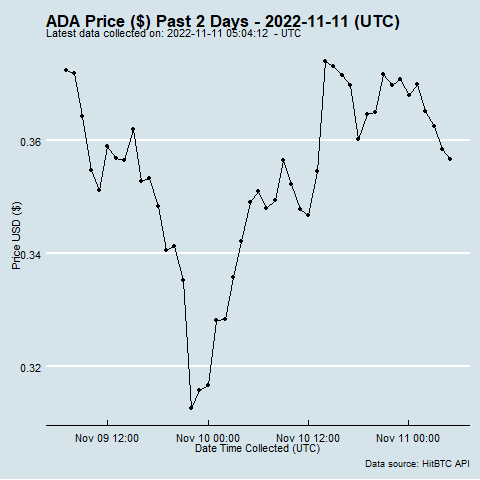 ADA Price ($) Past 2 Days - 2022-11-11 (UTC)
Latest data collected on: 2022-11-11 05:04:12 - UTC
0.36
0.34
0.32
Price USD ($)
Nov 09 12:00 Nov 10 00:00 Nov 10 12:00 Nov 11 00:00
Date Time Collected (UTC)
Data source: HitBTC API